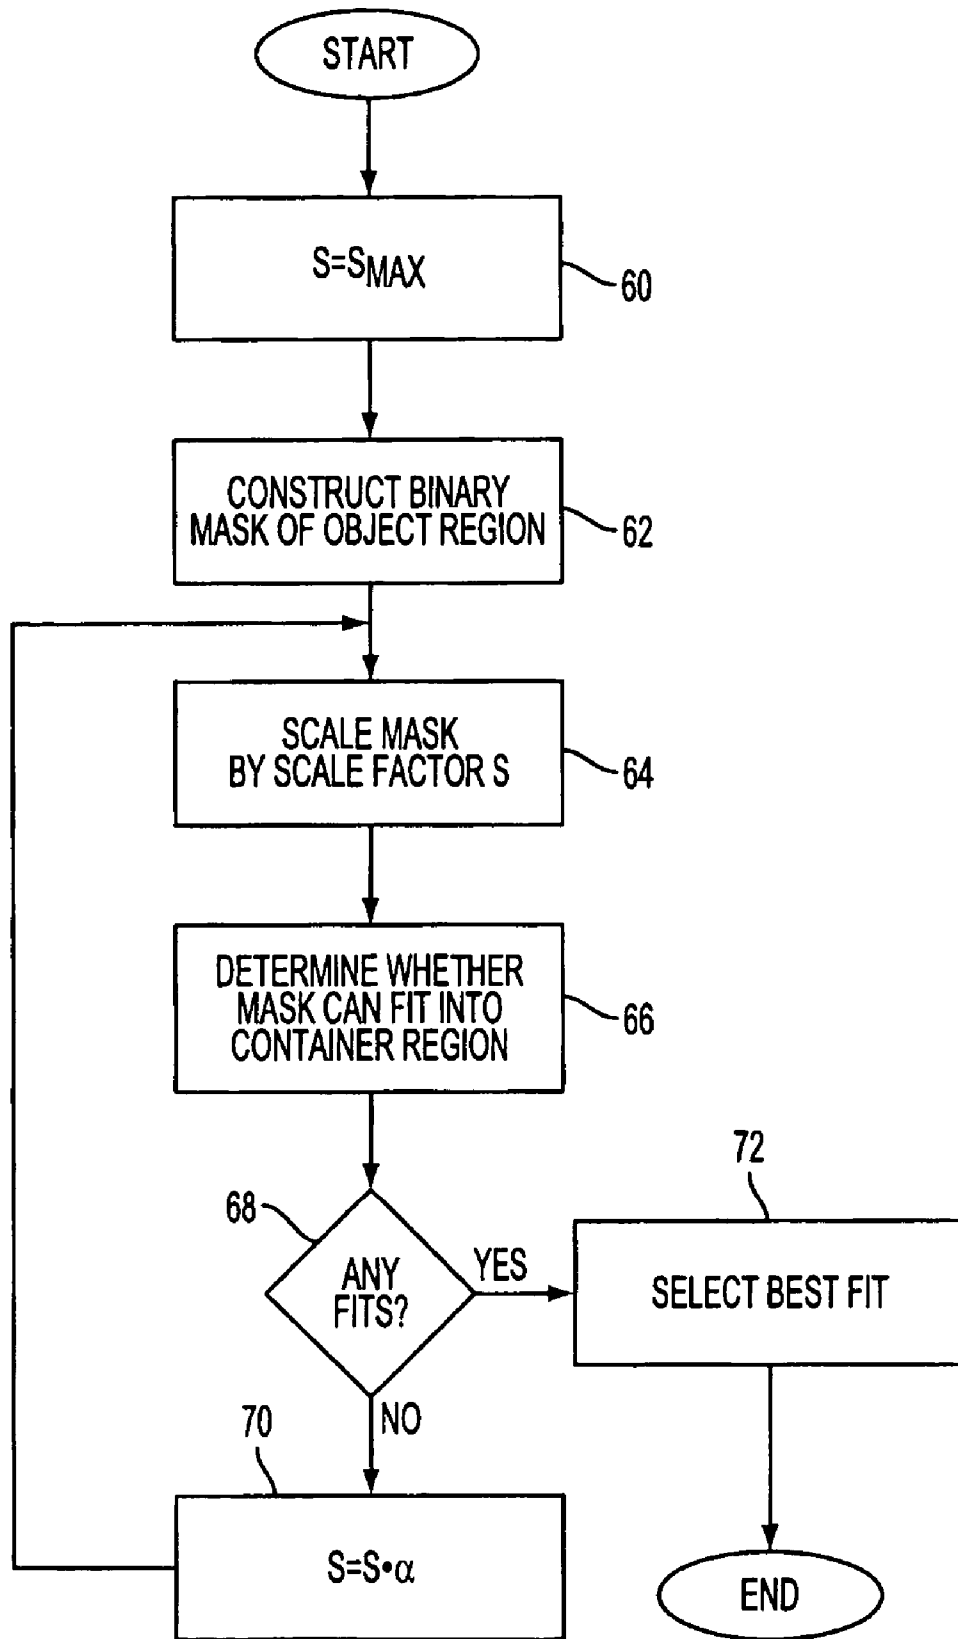 START
S=SMAX
60
CONSTRUCT BINARY
MASK OF OBJECT REGION
62
SCALE MASK
BY SCALE FACTOR S
64
DETERMINE WHETHER
MASK CAN FIT INTO
CONTAINER REGION
66
68
ANY
FITS?
YES
72
SELECT BEST FIT
NO
70
S=S•α
END